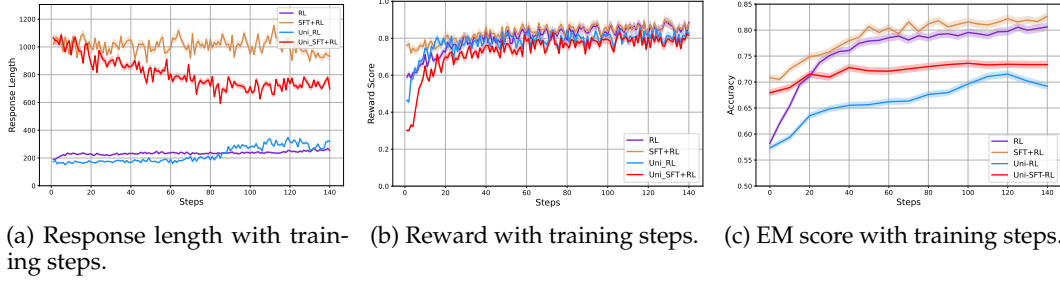 RL
SFT+RL
Uni_RL
Uni_SFT+RL
1200
1000
800
600
400
200
0
Response Length
0 20 40 60 80 100 120 140
Steps
1.0
0.8
0.6
0.4
0.2
0.0
Reward Score
RL
SFT+RL
Uni_RL
Uni_SFT+RL
0 20 40 60 80 100 120 140
Steps
0.85
0.80
0.75
0.70
0.65
0.60
0.55
0.50
Accuracy
RL
SFT+RL
Uni-RL
Uni-SFT-RL
0 20 40 60 80 100 120 140
Steps
(a) Response length with train-
ing steps.
(b) Reward with training steps.
(c) EM score with training steps.